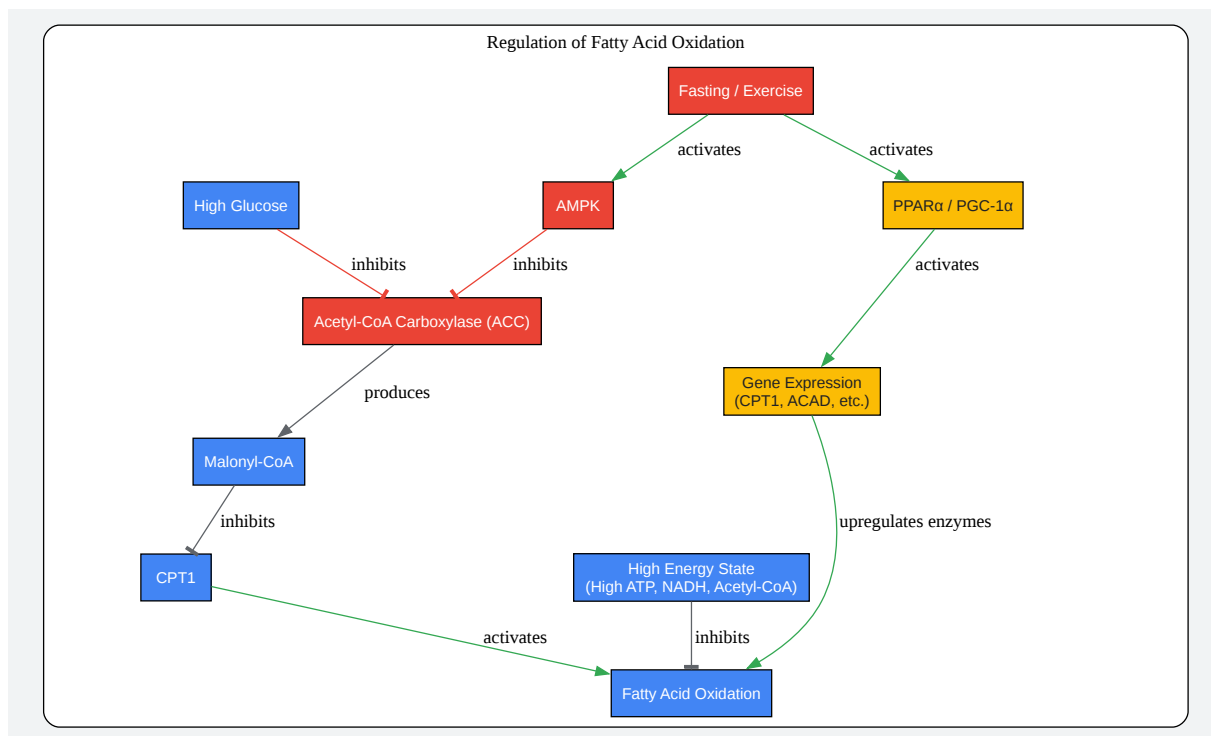 Regulation of Fatty Acid Oxidation
Fasting / Exercise
activates
activates
High Glucose
AMPK
PPARα / PGC-1α
inhibits
inhibits
activates
Acetyl-CoA Carboxylase (ACC)
produces
Gene Expression
(CPT1, ACAD, etc.)
Malonyl-CoA
inhibits
upregulates enzymes
CPT1
High Energy State
(High ATP, NADH, Acetyl-CoA)
activates
inhibits
Fatty Acid Oxidation